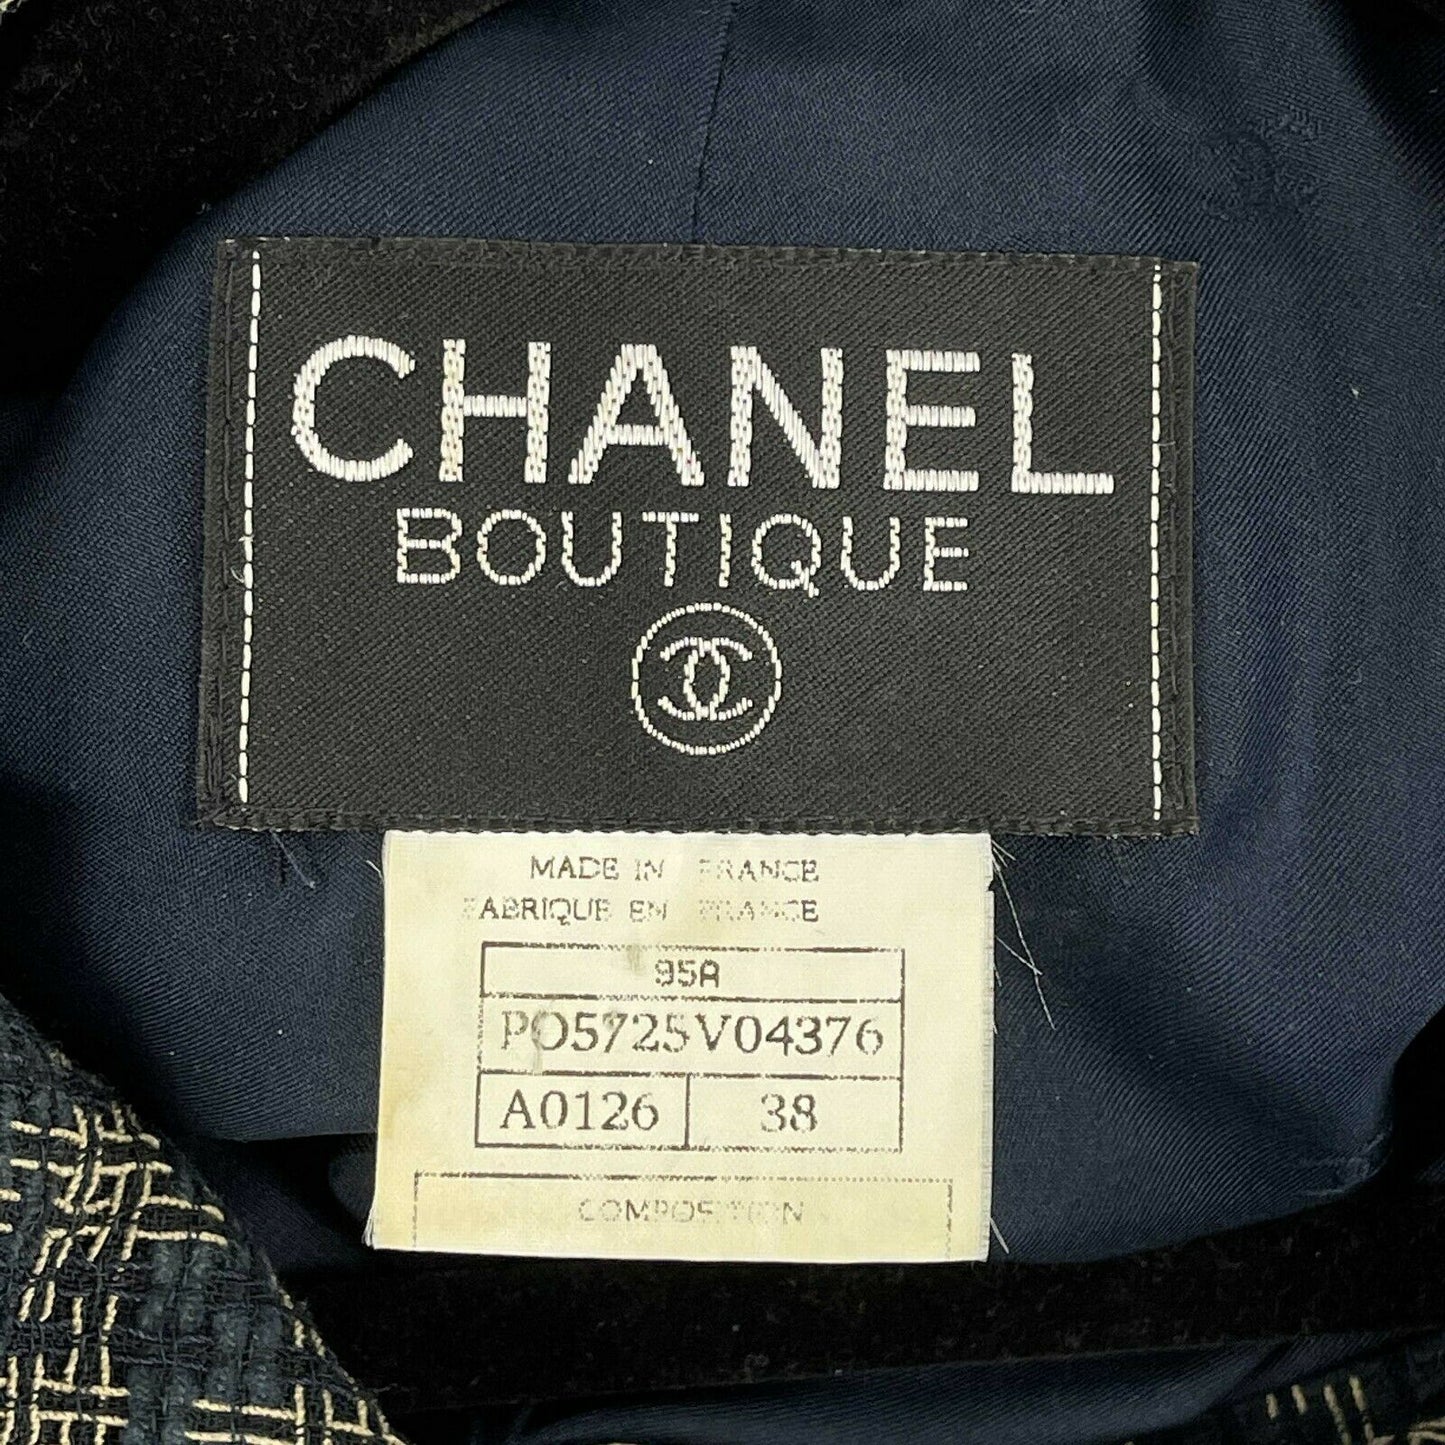 CHANEL
BOUTIQUE
MADE IN FRANCE
FABRIQUE EN FRANCE
95A
PO5725V04376
A0126 38
COMPOSITION